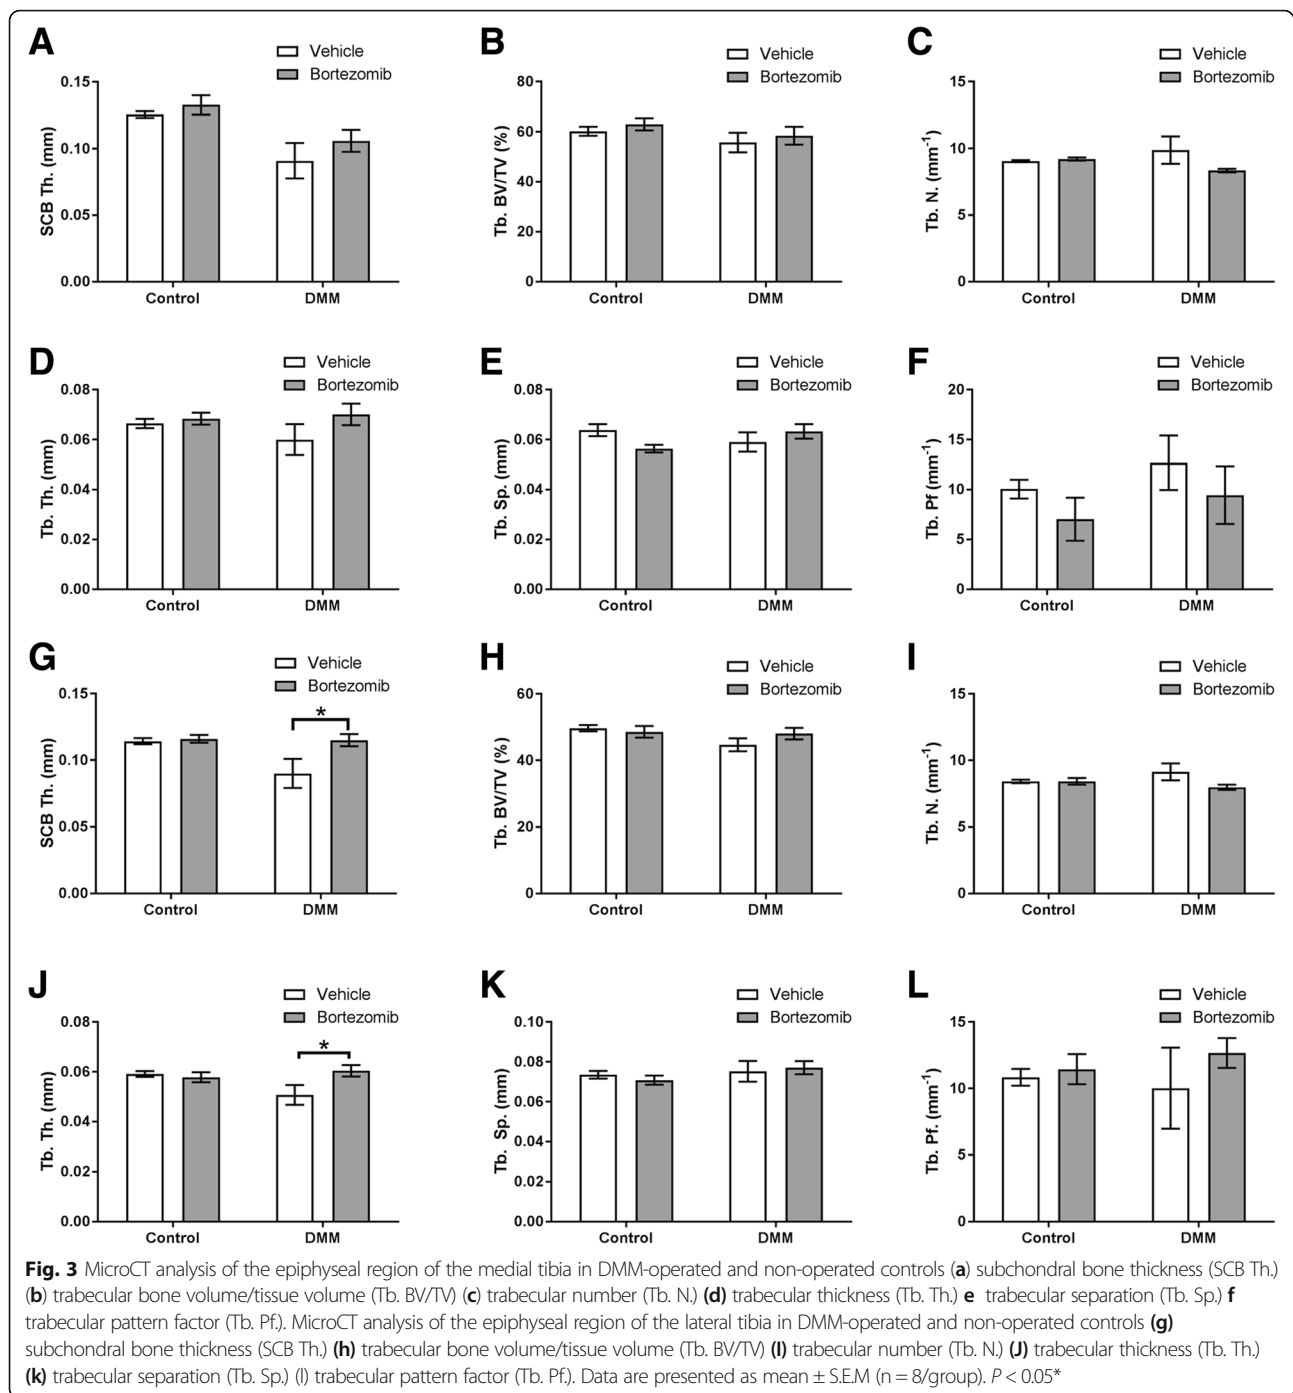 A
Vehicle
Bortezomib
SCB Th. (mm)
0.15
0.10
0.05
0.00
Control
DMM
B
Vehicle
Bortezomib
Tb. BV/TV (%)
80
60
40
20
0
Control
DMM
C
Vehicle
Bortezomib
Tb. N. (mm⁻¹)
15
10
5
0
Control
DMM
D
Vehicle
Bortezomib
Tb. Th. (mm)
0.08
0.06
0.04
0.02
0.00
Control
DMM
E
Vehicle
Bortezomib
Tb. Sp. (mm)
0.08
0.06
0.04
0.02
0.00
Control
DMM
F
Vehicle
Bortezomib
Tb. Pf (mm⁻¹)
20
15
10
5
0
Control
DMM
G
Vehicle
Bortezomib
SCB Th. (mm)
0.15
0.10
0.05
0.00
*
Control
DMM
H
Vehicle
Bortezomib
Tb. BV/TV (%)
60
40
20
0
Control
DMM
I
Vehicle
Bortezomib
Tb. N. (mm⁻¹)
15
10
5
0
Control
DMM
J
Vehicle
Bortezomib
Tb. Th. (mm)
0.08
0.06
0.04
0.02
0.00
*
Control
DMM
K
Vehicle
Bortezomib
Tb. Sp. (mm)
0.10
0.08
0.06
0.04
0.02
0.00
Control
DMM
L
Vehicle
Bortezomib
Tb. Pf. (mm⁻¹)
15
10
5
0
Control
DMM
Fig. 3 MicroCT analysis of the epiphyseal region of the medial tibia in DMM-operated and non-operated controls (a) subchondral bone thickness (SCB Th.)
(b) trabecular bone volume/tissue volume (Tb. BV/TV) (c) trabecular number (Tb. N.) (d) trabecular thickness (Tb. Th.) e trabecular separation (Tb. Sp.) f
trabecular pattern factor (Tb. Pf.). MicroCT analysis of the epiphyseal region of the lateral tibia in DMM-operated and non-operated controls (g)
subchondral bone thickness (SCB Th.) (h) trabecular bone volume/tissue volume (Tb. BV/TV) (I) trabecular number (Tb. N.) (J) trabecular thickness (Tb. Th.)
(k) trabecular separation (Tb. Sp.) (l) trabecular pattern factor (Tb. Pf.). Data are presented as mean ± S.E.M (n = 8/group). P < 0.05*